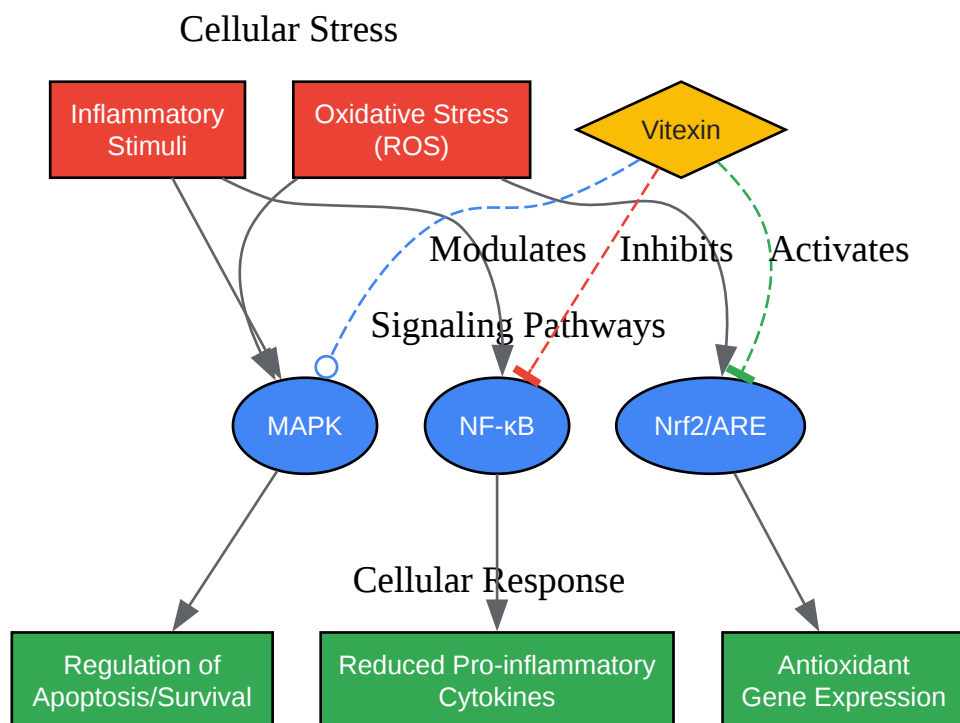 Cellular Stress
Inflammatory
Stimuli
Oxidative Stress
(ROS)
Vitexin
Modulates
Inhibits
Activates
Signaling Pathways
MAPK
NF-κB
Nrf2/ARE
Cellular Response
Regulation of
Apoptosis/Survival
Reduced Pro-inflammatory
Cytokines
Antioxidant
Gene Expression